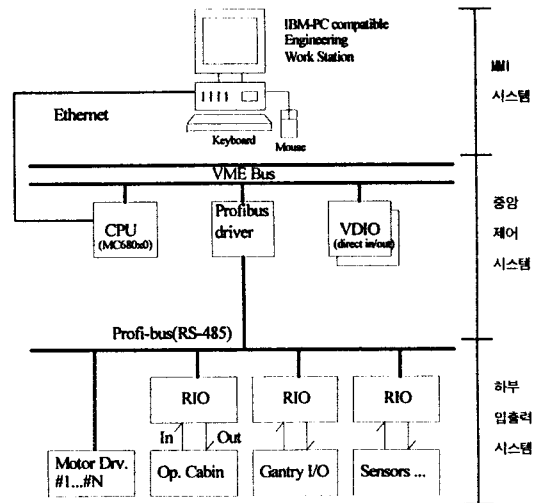 IBM-PC compatible
Engineering
Work Station
Ethernet
Keyboard
Mouse
MMI
시스템
VME Bus
CPU
(MC680x0)
Profibus
driver
VDIO
(direct in/out)
중앙
제어
시스템
Profi-bus(RS-485)
RIO
RIO
RIO
In
Out
Motor Drv.
#1...#N
Op. Cabin
Gantry I/O
Sensors ...
하부
입출력
시스템